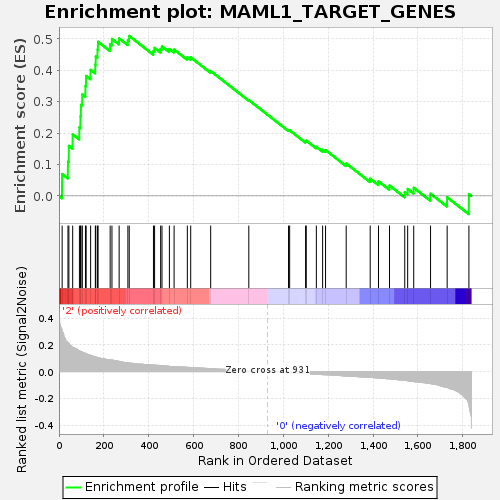 Enrichment plot: MAML1_TARGET_GENES
Enrichment score (ES)
0.5
0.4
0.3
0.2
0.1
0.0
'2' (positively correlated)
Zero cross at 931
'0' (negatively correlated)
Ranked list metric (Signal2Noise)
0.4
0.2
0.0
-0.2
-0.4
0 200 400 600 800 1,000 1,200 1,400 1,600 1,800
Rank in Ordered Dataset
Enrichment profile Hits Ranking metric scores